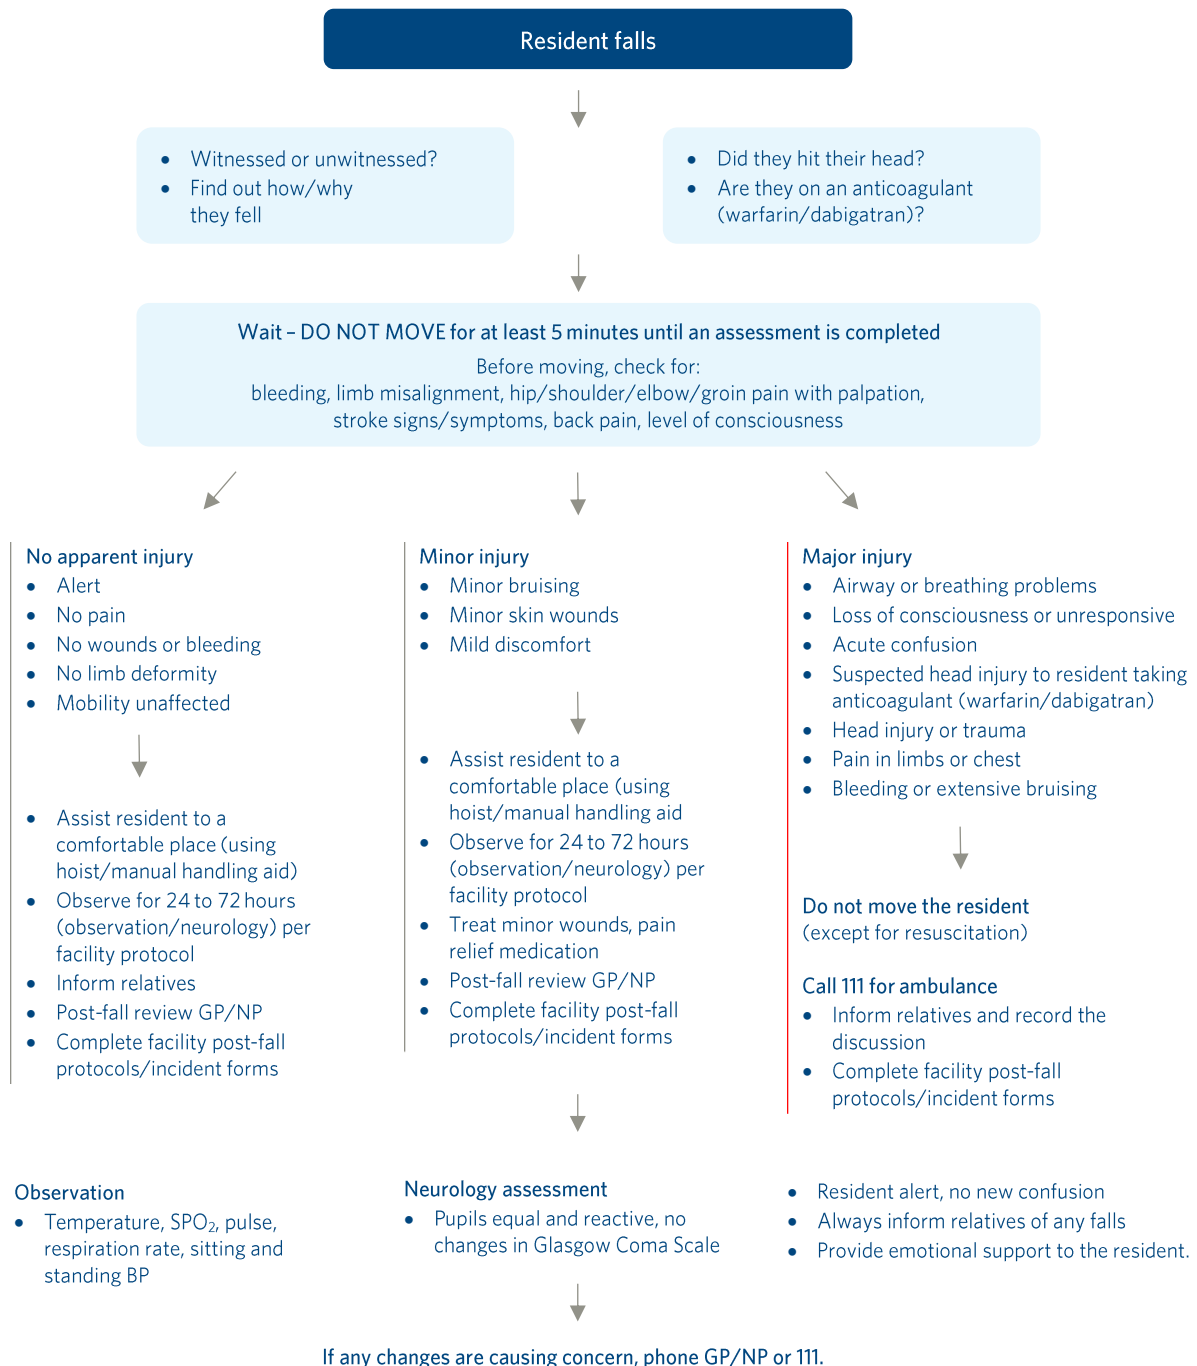 Resident falls
• Witnessed or unwitnessed?
• Find out how/why
they fell
• Did they hit their head?
• Are they on an anticoagulant
(warfarin/dabigatran)?
Wait – DO NOT MOVE for at least 5 minutes until an assessment is completed
Before moving, check for:
bleeding, limb misalignment, hip/shoulder/elbow/groin pain with palpation,
stroke signs/symptoms, back pain, level of consciousness
No apparent injury
• Alert
• No pain
• No wounds or bleeding
• No limb deformity
• Mobility unaffected
• Assist resident to a
comfortable place (using
hoist/manual handling aid)
• Observe for 24 to 72 hours
(observation/neurology) per
facility protocol
• Inform relatives
• Post-fall review GP/NP
• Complete facility post-fall
protocols/incident forms
Minor injury
• Minor bruising
• Minor skin wounds
• Mild discomfort
• Assist resident to a
comfortable place (using
hoist/manual handling aid
• Observe for 24 to 72 hours
(observation/neurology) per
facility protocol
• Treat minor wounds, pain
relief medication
• Post-fall review GP/NP
• Complete facility post-fall
protocols/incident forms
Major injury
• Airway or breathing problems
• Loss of consciousness or unresponsive
• Acute confusion
• Suspected head injury to resident taking
anticoagulant (warfarin/dabigatran)
• Head injury or trauma
• Pain in limbs or chest
• Bleeding or extensive bruising
Do not move the resident
(except for resuscitation)
Call 111 for ambulance
• Inform relatives and record the
discussion
• Complete facility post-fall
protocols/incident forms
Observation
• Temperature, SPO₂, pulse,
respiration rate, sitting and
standing BP
Neurology assessment
• Pupils equal and reactive, no
changes in Glasgow Coma Scale
• Resident alert, no new confusion
• Always inform relatives of any falls
• Provide emotional support to the resident.
If any changes are causing concern, phone GP/NP or 111.